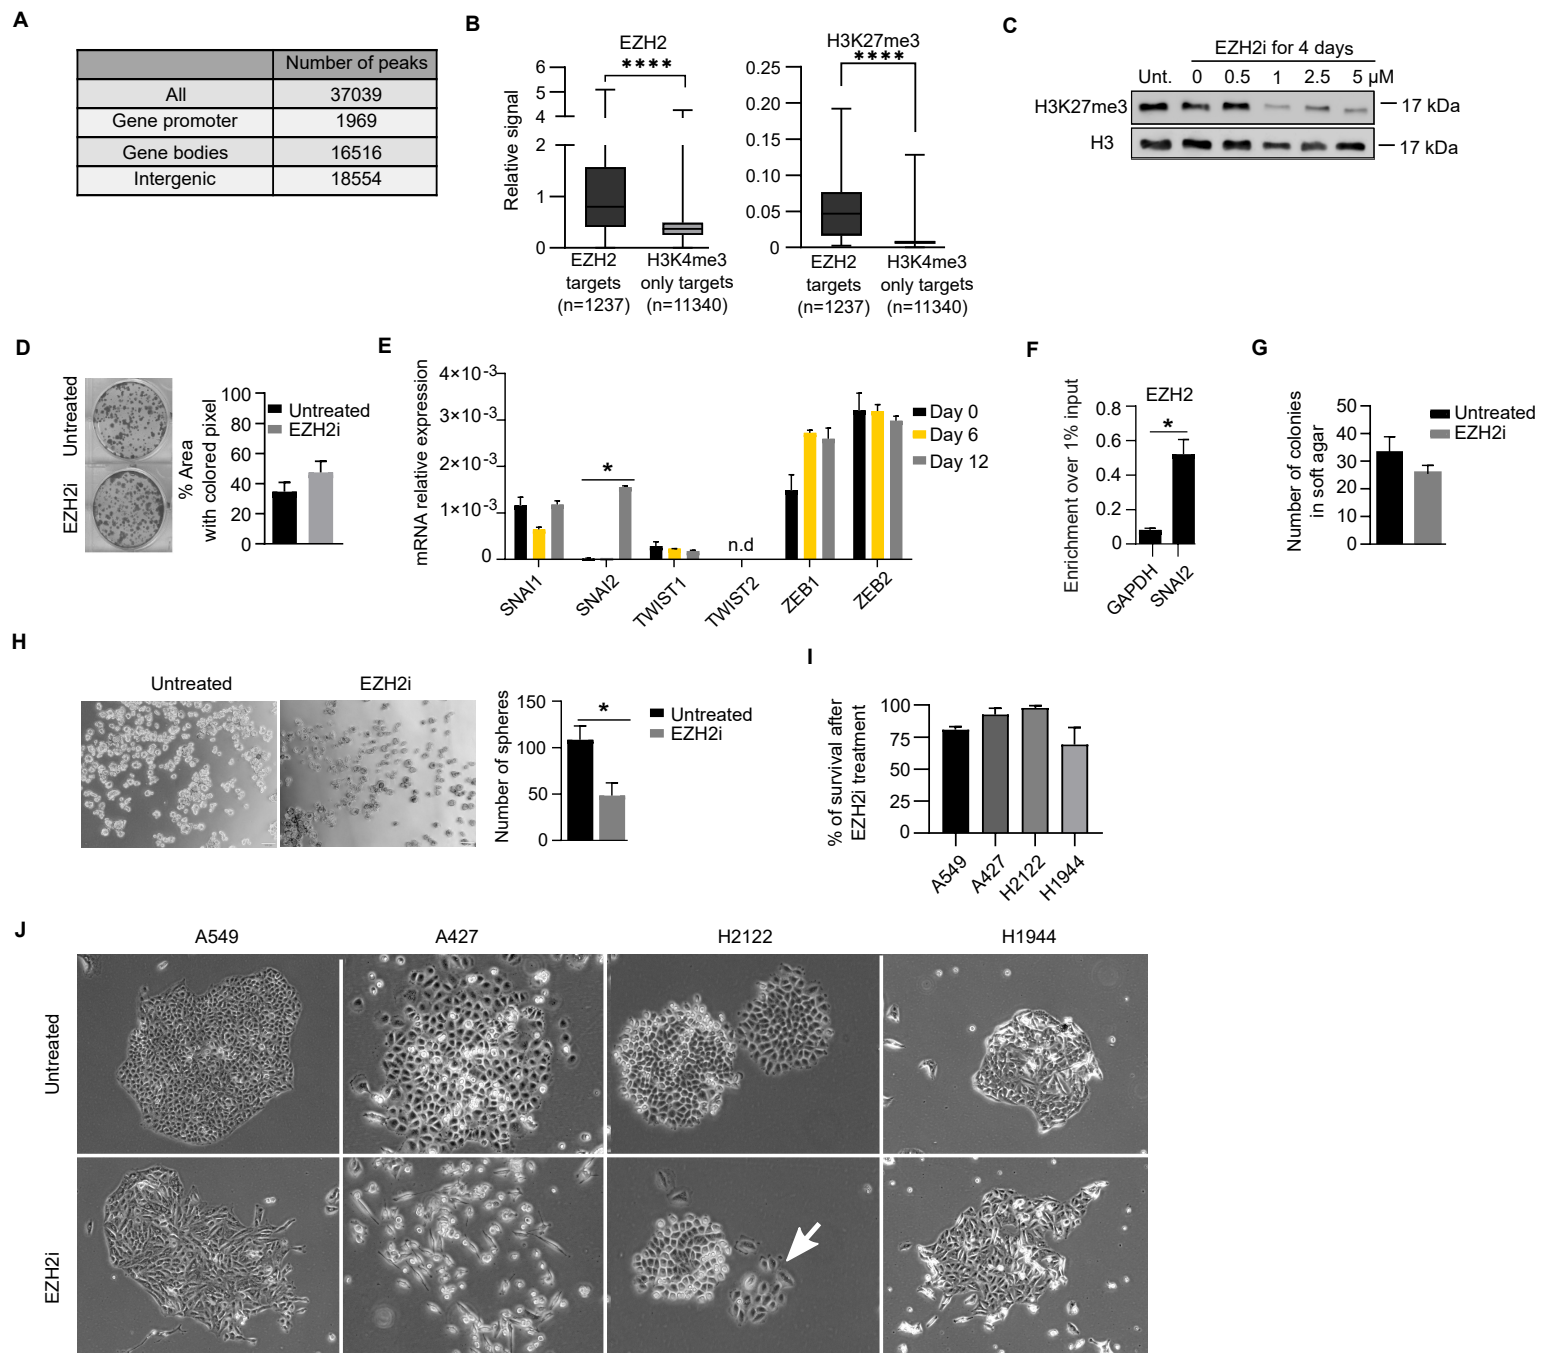 A
Number of peaks
All 37039
Gene promoter 1969
Gene bodies 16516
Intergenic 18554
B
EZH2
****
Relative signal
6
5
4
2
1
0
EZH2 targets (n=1237)
H3K4me3 only targets (n=11340)
H3K27me3
****
0.25
0.20
0.15
0.10
0.05
0
EZH2 targets (n=1237)
H3K4me3 only targets (n=11340)
C
EZH2i for 4 days
Unt. 0 0.5 1 2.5 5 µM
H3K27me3 17 kDa
H3 17 kDa
D
Untreated
EZH2i
% Area
with colored pixel
100
80
60
40
20
0
Untreated
EZH2i
E
mRNA relative expression
4×10-3
3×10-3
2×10-3
1×10-3
0
*
n.d
Day 0
Day 6
Day 12
SNAI1
SNAI2
TWIST1
TWIST2
ZEB1
ZEB2
F
EZH2
Enrichment over 1% input
0.8
0.6
0.4
0.2
0
*
GAPDH
SNAI2
G
Number of colonies
in soft agar
50
40
30
20
10
0
Untreated
EZH2i
H
Untreated
EZH2i
Number of spheres
150
100
50
0
*
Untreated
EZH2i
I
% of survival after
EZH2i treatment
100
75
50
25
0
A549
A427
H2122
H1944
J
A549 A427 H2122 H1944
Untreated
EZH2i